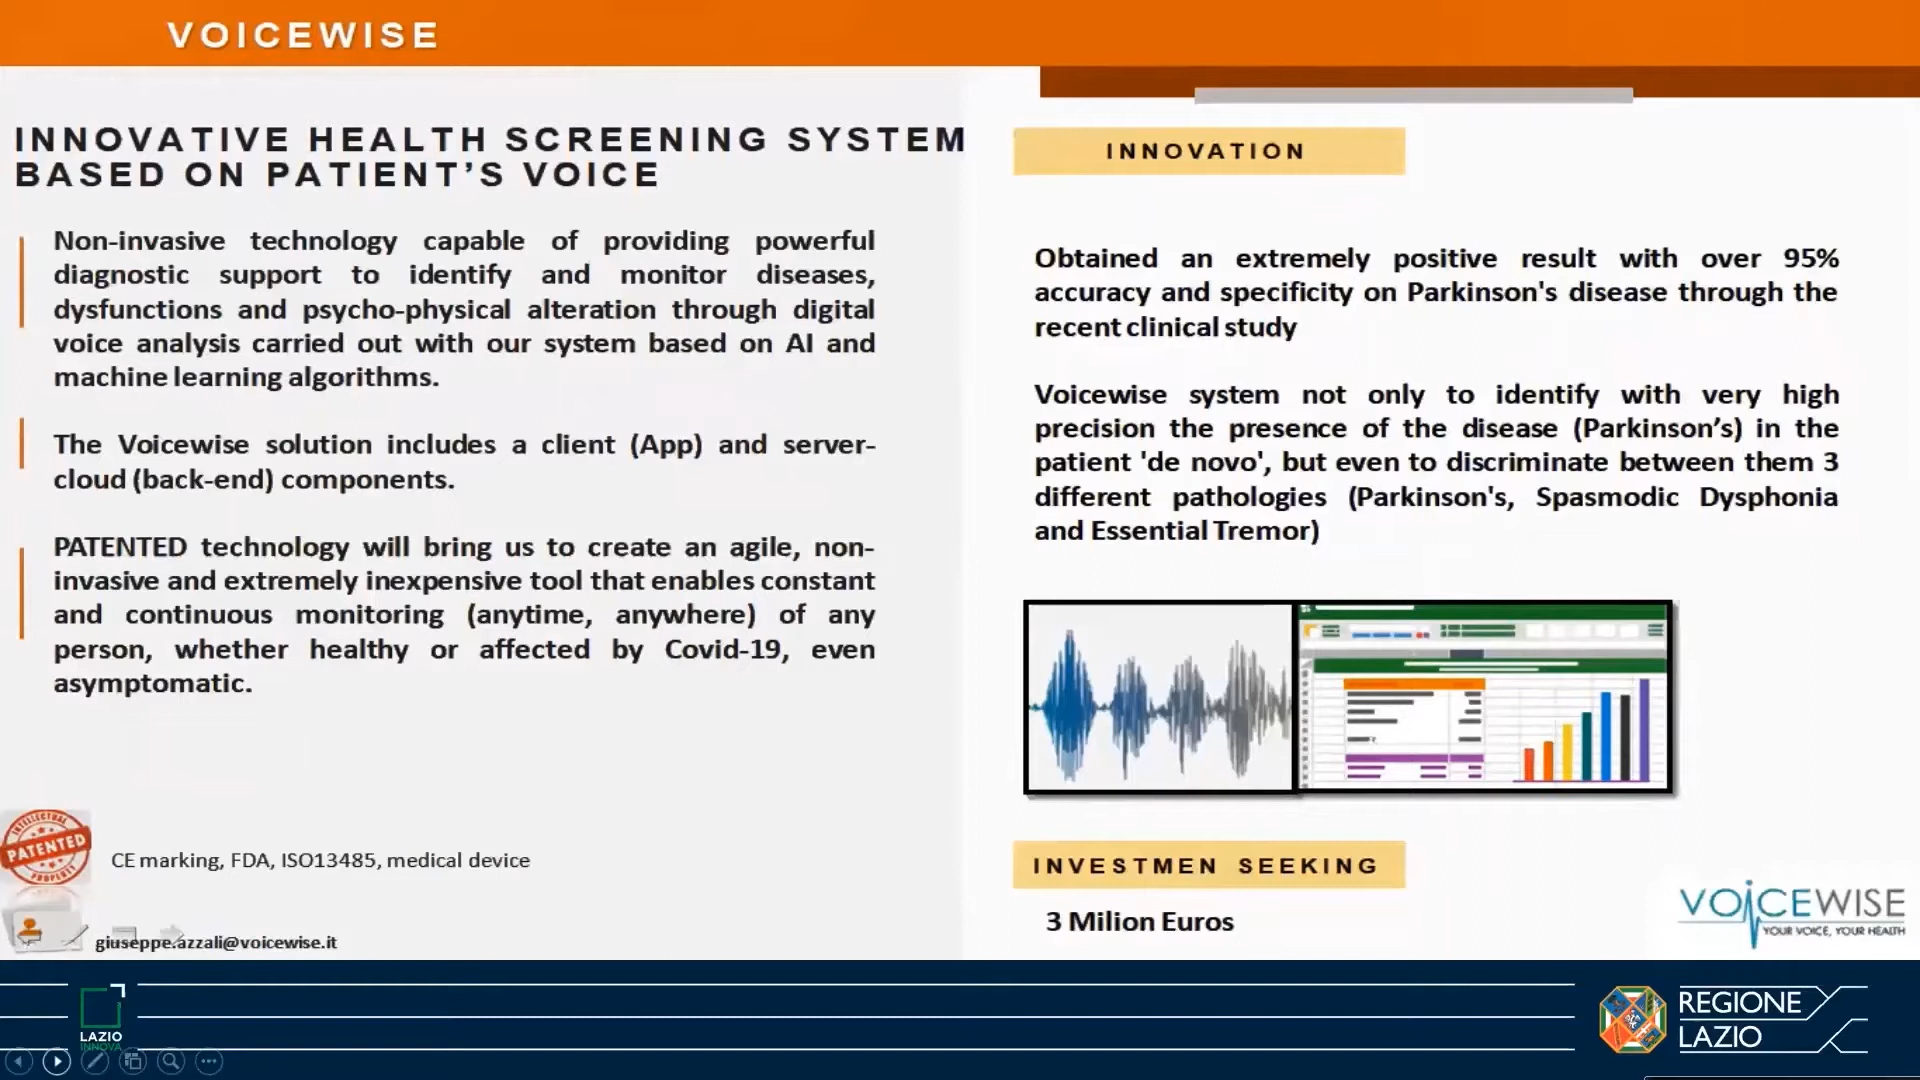 VOICEWISE
INNOVATIVE HEALTH SCREENING SYSTEM
BASED ON PATIENT’S VOICE
Non-invasive technology capable of providing powerful
diagnostic support to identify and monitor diseases,
dysfunctions and psycho-physical alteration through digital
voice analysis carried out with our system based on AI and
machine learning algorithms.
The Voicewise solution includes a client (App) and server-
cloud (back-end) components.
PATENTED technology will bring us to create an agile, non-
invasive and extremely inexpensive tool that enables constant
and continuous monitoring (anytime, anywhere) of any
person, whether healthy or affected by Covid-19, even
asymptomatic.
INTELLECTUAL
PATENTED
PROPERTY
CE marking, FDA, ISO13485, medical device
giuseppe.azzali@voicewise.it
INNOVATION
Obtained an extremely positive result with over 95%
accuracy and specificity on Parkinson's disease through the
recent clinical study
Voicewise system not only to identify with very high
precision the presence of the disease (Parkinson’s) in the
patient 'de novo', but even to discriminate between them 3
different pathologies (Parkinson's, Spasmodic Dysphonia
and Essential Tremor)
INVESTMEN SEEKING
3 Milion Euros
VOICEWISE
YOUR VOICE, YOUR HEALTH
LAZIO
INNOVA
REGIONE
LAZIO